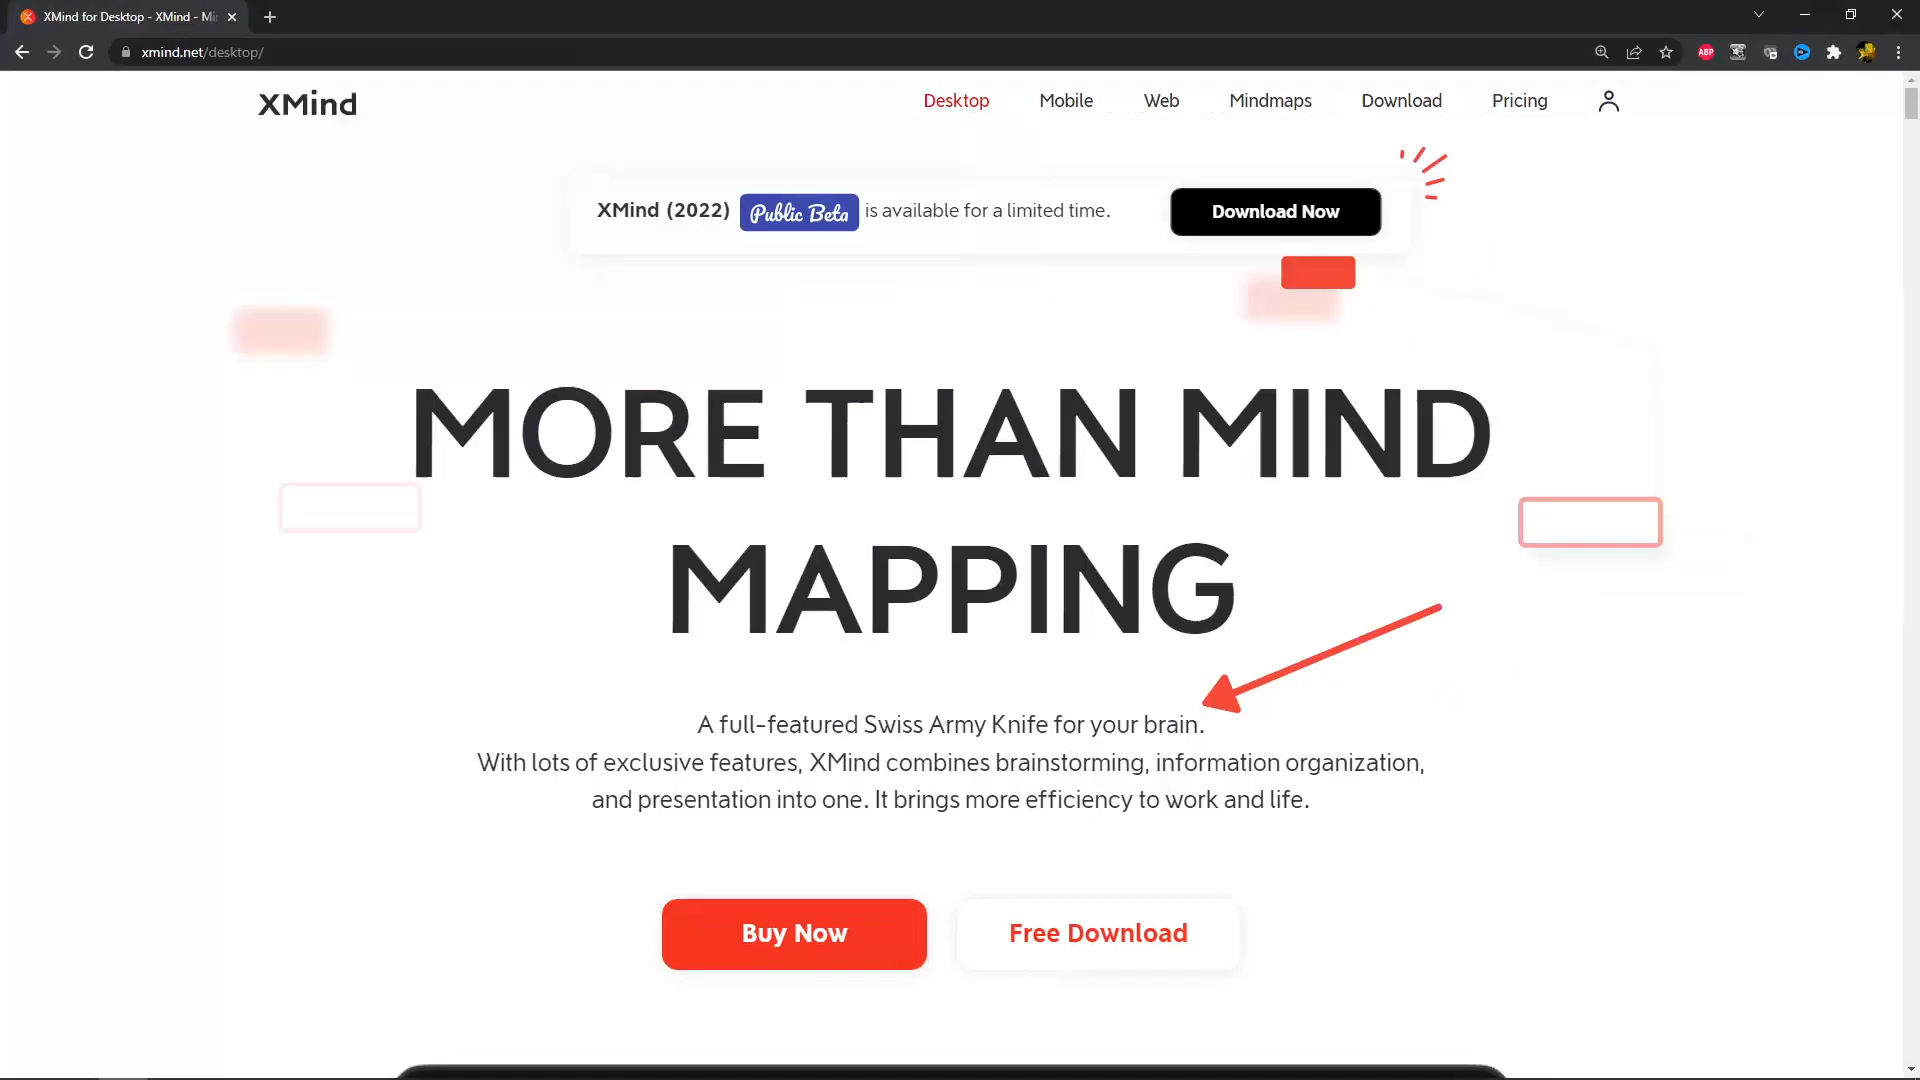 XMind for Desktop - XMind - Mi
xmind.net/desktop/
ABP
XMind
Desktop
Mobile
Web
Mindmaps
Download
Pricing
XMind (2022) Public Beta is available for a limited time.
Download Now
MORE THAN MIND
MAPPING
A full-featured Swiss Army Knife for your brain.
With lots of exclusive features, XMind combines brainstorming, information organization,
and presentation into one. It brings more efficiency to work and life.
Buy Now
Free Download